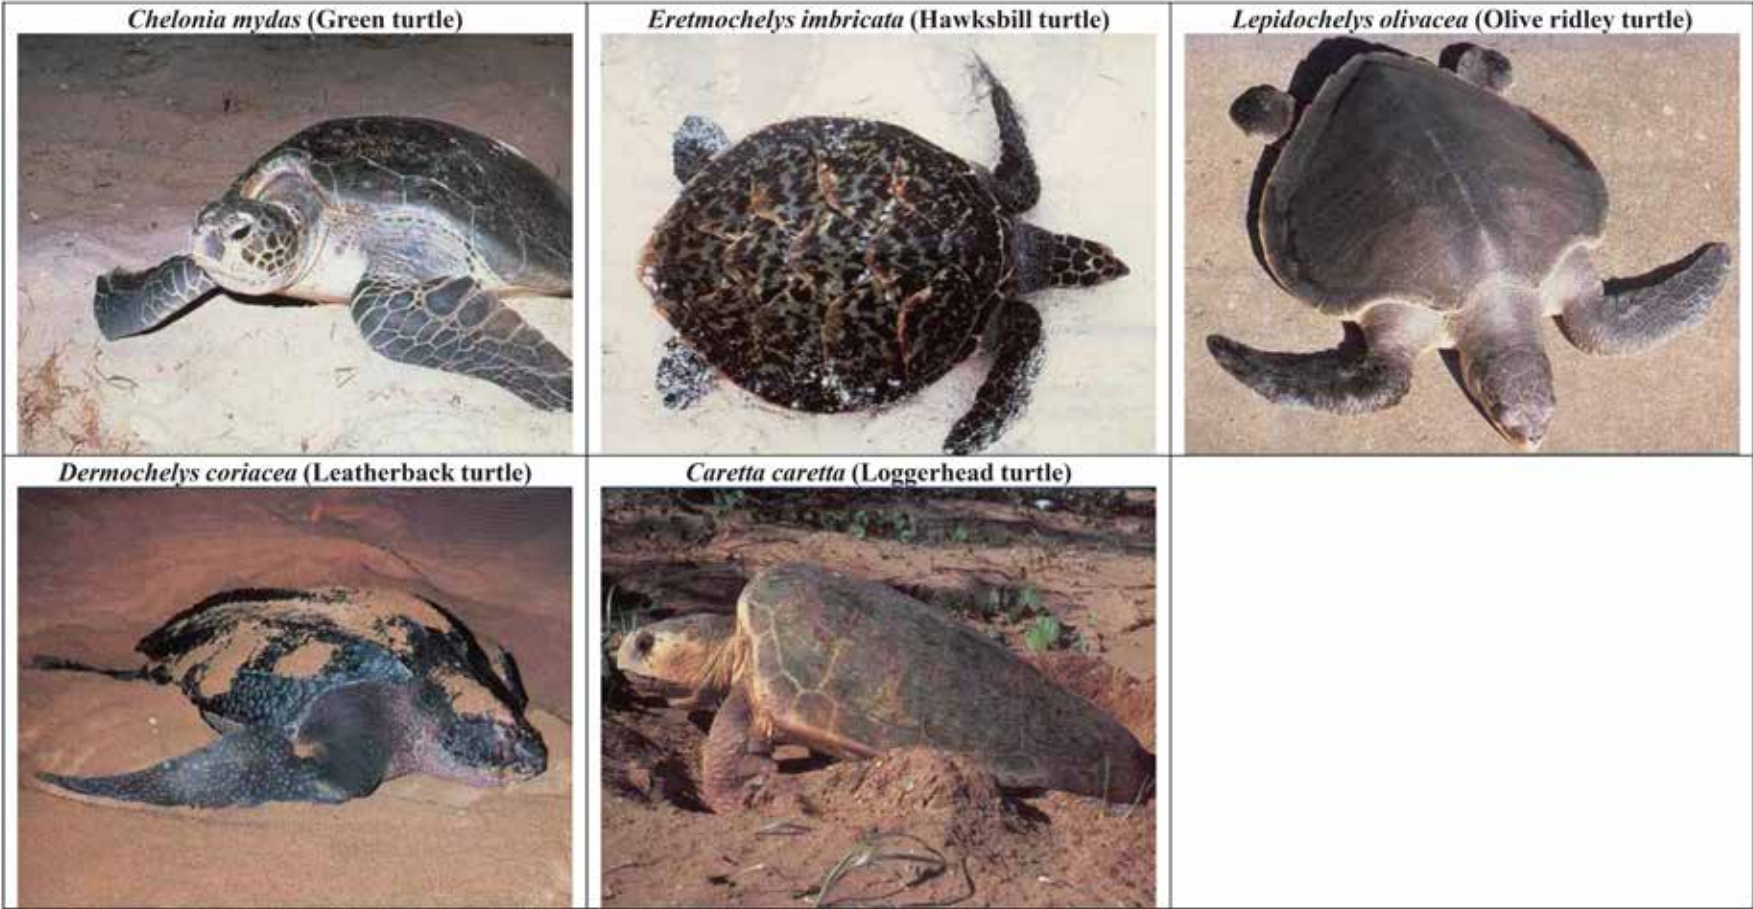 Chelonia mydas (Green turtle)
Eretmochelys imbricata (Hawksbill turtle)
Lepidochelys olivacea (Olive ridley turtle)
Dermochelys coriacea (Leatherback turtle)
Caretta caretta (Loggerhead turtle)